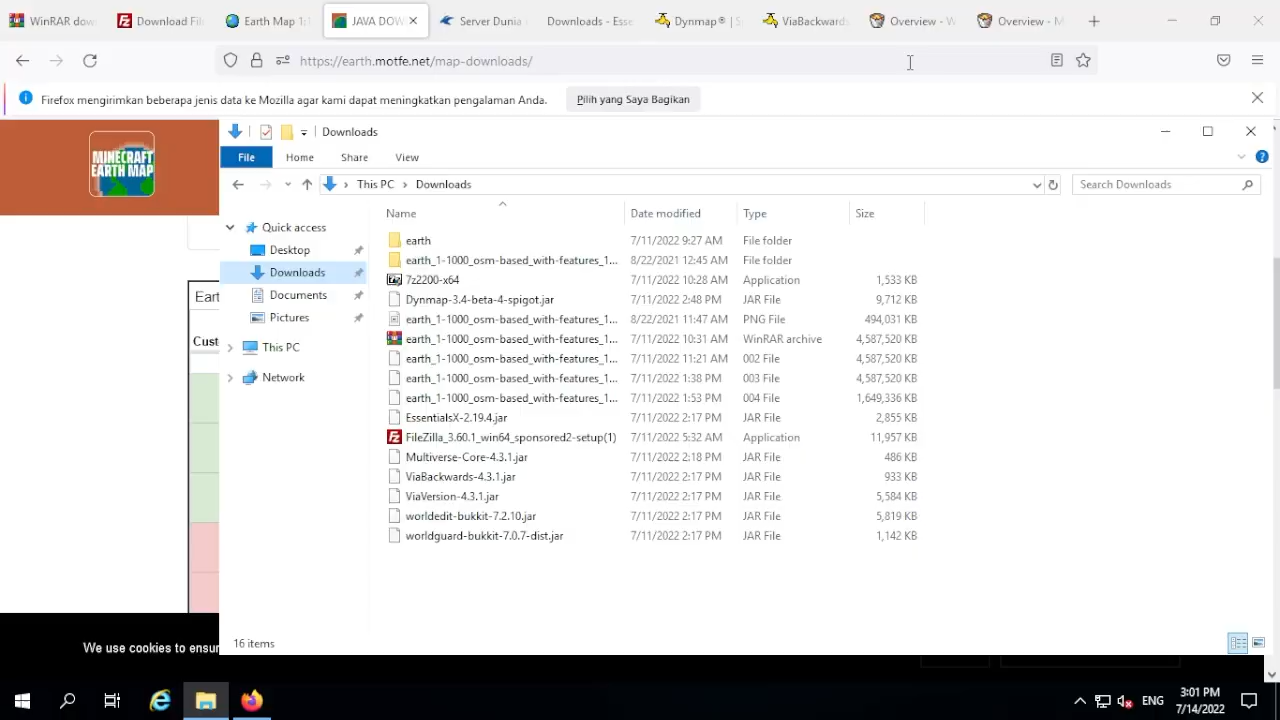 WinRAR dow
Download Fil
Earth Map 1:
JAVA DOW
Server Dunia
Downloads - Esse
Dynmap® | S
ViaBackwards
Overview - W
Overview - M
https://earth.motfe.net/map-downloads/
Firefox mengirimkan beberapa jenis data ke Mozilla agar kami dapat meningkatkan pengalaman Anda.
Pilih yang Saya Bagikan
MINECRAFT
EARTH MAP
Downloads
File Home Share View
This PC Downloads
Search Downloads
Name Date modified Type Size
Quick access
Desktop
Downloads
Documents
Pictures
This PC
Network
earth 7/11/2022 9:27 AM File folder
earth_1-1000_osm-based_with-features_1... 8/22/2021 12:45 AM File folder
7z2200-x64 7/11/2022 10:28 AM Application 1,533 KB
Dynmap-3.4-beta-4-spigot.jar 7/11/2022 2:48 PM JAR File 9,712 KB
earth_1-1000_osm-based_with-features_1... 8/22/2021 11:47 AM PNG File 494,031 KB
earth_1-1000_osm-based_with-features_1... 7/11/2022 10:31 AM WinRAR archive 4,587,520 KB
earth_1-1000_osm-based_with-features_1... 7/11/2022 11:21 AM 002 File 4,587,520 KB
earth_1-1000_osm-based_with-features_1... 7/11/2022 1:38 PM 003 File 4,587,520 KB
earth_1-1000_osm-based_with-features_1... 7/11/2022 1:53 PM 004 File 1,649,336 KB
EssentialsX-2.19.4.jar 7/11/2022 2:17 PM JAR File 2,855 KB
FileZilla_3.60.1_win64_sponsored2-setup(1) 7/11/2022 5:32 AM Application 11,957 KB
Multiverse-Core-4.3.1.jar 7/11/2022 2:18 PM JAR File 486 KB
ViaBackwards-4.3.1.jar 7/11/2022 2:17 PM JAR File 933 KB
ViaVersion-4.3.1.jar 7/11/2022 2:17 PM JAR File 5,584 KB
worldedit-bukkit-7.2.10.jar 7/11/2022 2:17 PM JAR File 5,819 KB
worldguard-bukkit-7.0.7-dist.jar 7/11/2022 2:17 PM JAR File 1,142 KB
Eart
Custo
16 items
We use cookies to ensur
ENG
3:01 PM
7/14/2022